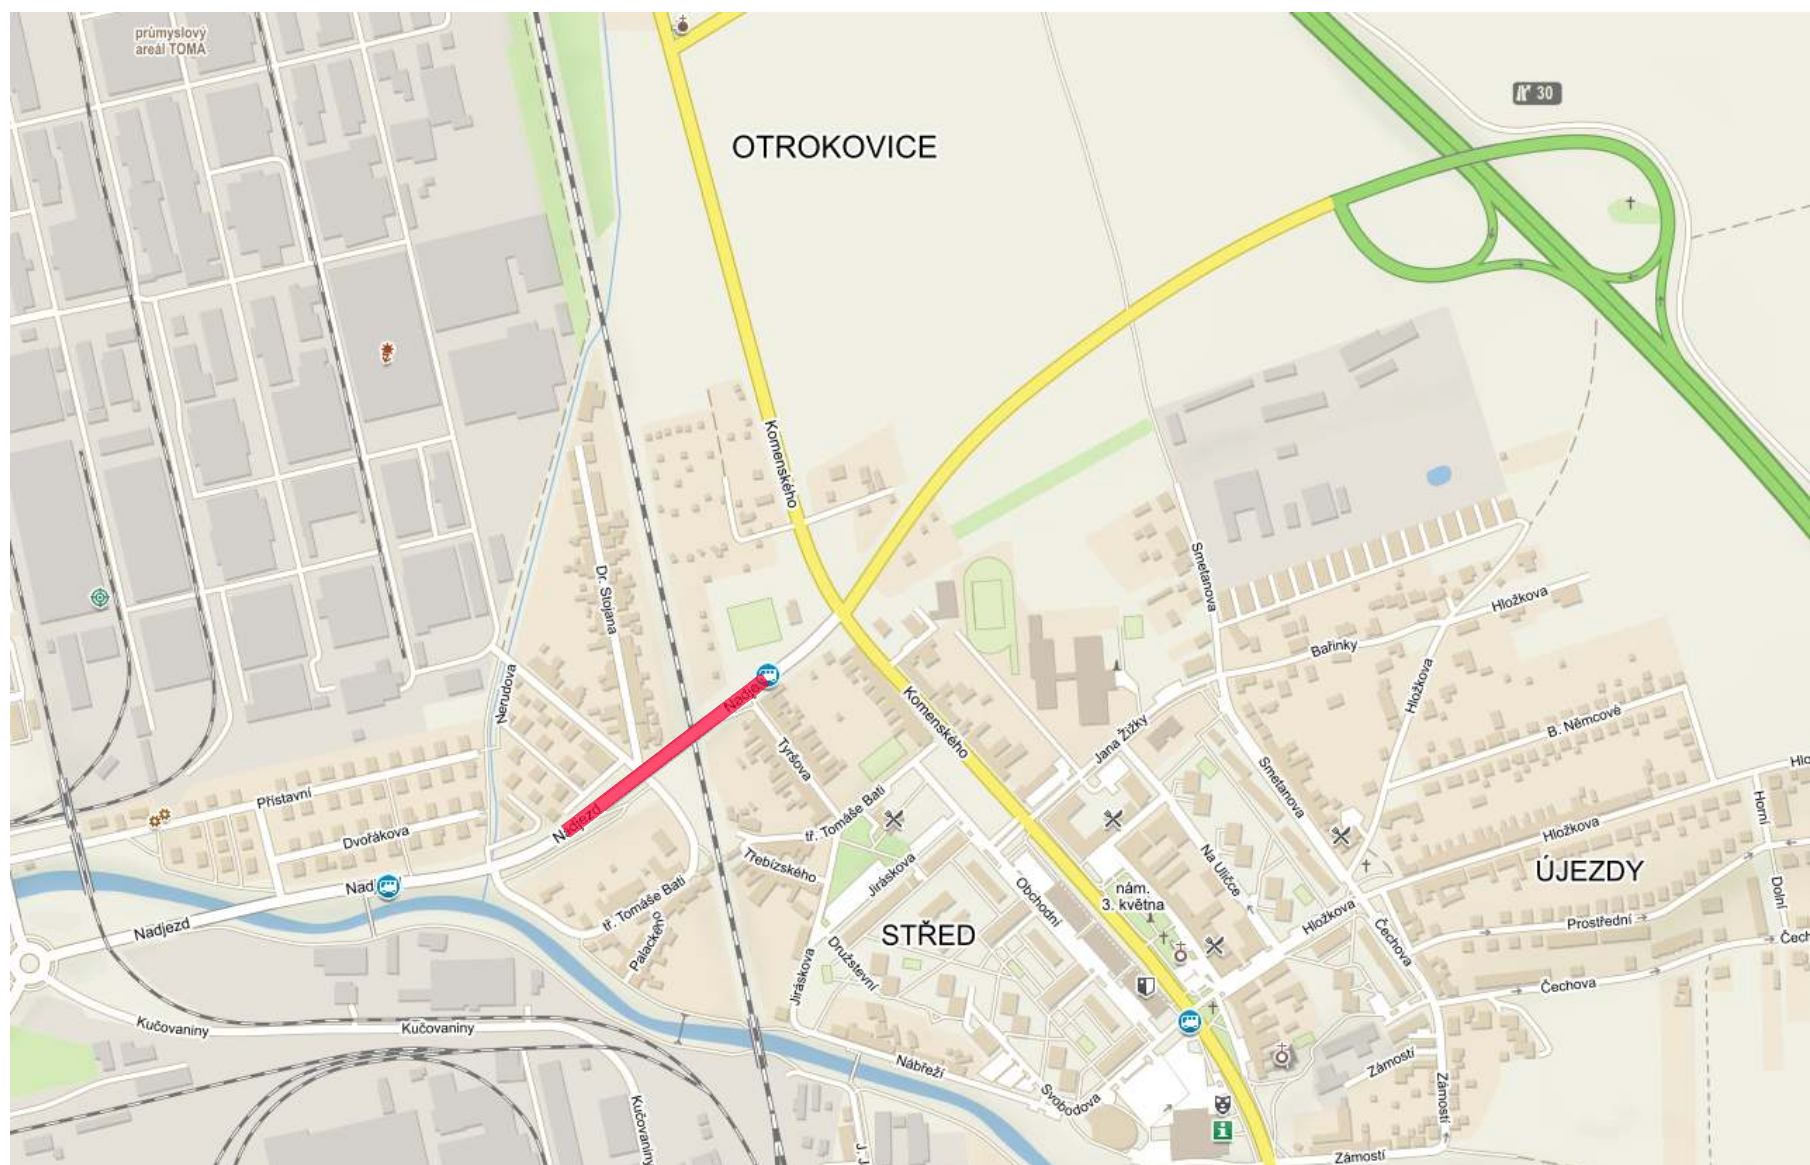 průmyslový
areál TOMA
30
OTROKOVICE
Komenského
Dr. Stojana
Smetanova
Hložkova
Bařinky
Hložkova
Nerudova
Komenského
Jana Žižky
B. Němcové
Tyršova
Smetanova
Přístavní
Nadjezd
tř. Tomáše Bati
Horní
Dvořákova
Hložkova
Třebízského
Jiráskova
Na Uličce
ÚJEZDY
nám.
3. května
Obchodní
Dolní
tř. Tomáše Bati
Hložkova
Prostřední
Nadjezd
STŘED
Čechova
Palackého
Družstevní
Jiráskova
Čechova
Kučovaniny
Kučovaniny
Nábřeží
Zámostí
Svobodova
Zámostí
Kučovaniny
Zámostí